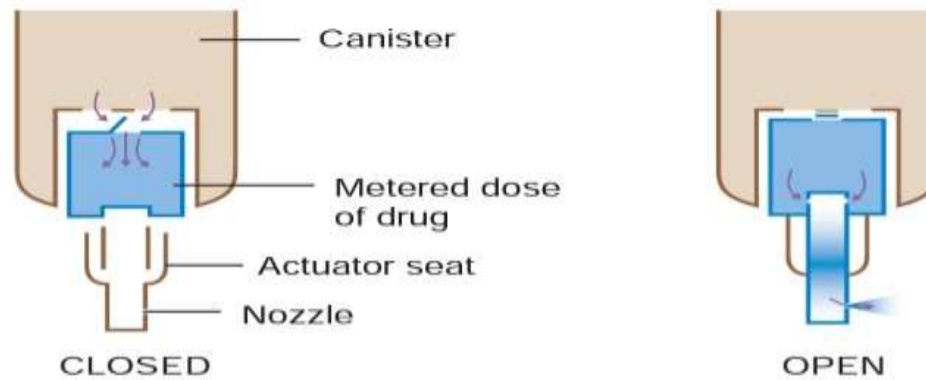 Canister
Metered dose
of drug
Actuator seat
Nozzle
CLOSED
OPEN